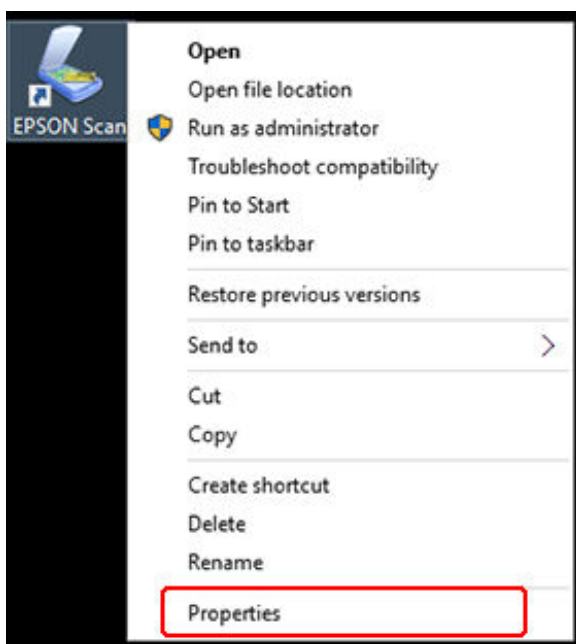 EPSON Scan
Open
Open file location
Run as administrator
Troubleshoot compatibility
Pin to Start
Pin to taskbar
Restore previous versions
Send to
Cut
Copy
Create shortcut
Delete
Rename
Properties